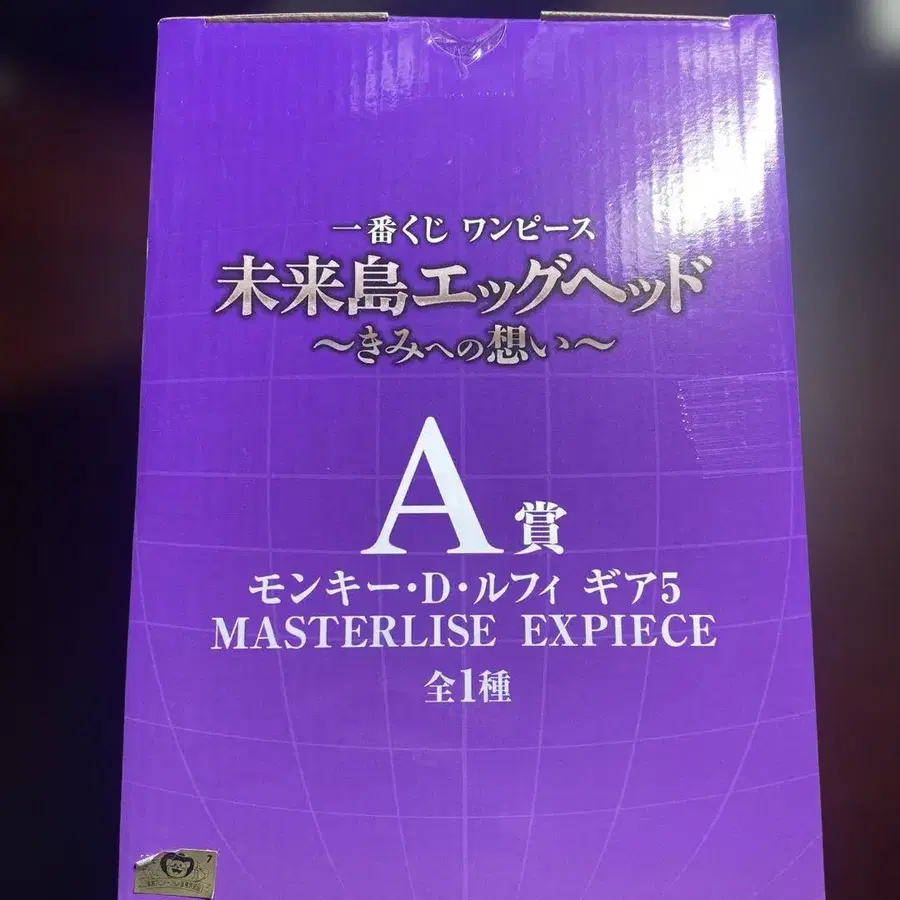 一番くじ ワンピース
未来島エッグヘッド
～きみへの想い～
A賞
モンキー・D・ルフィ ギア5
MASTERLISE EXPIECE
全1種